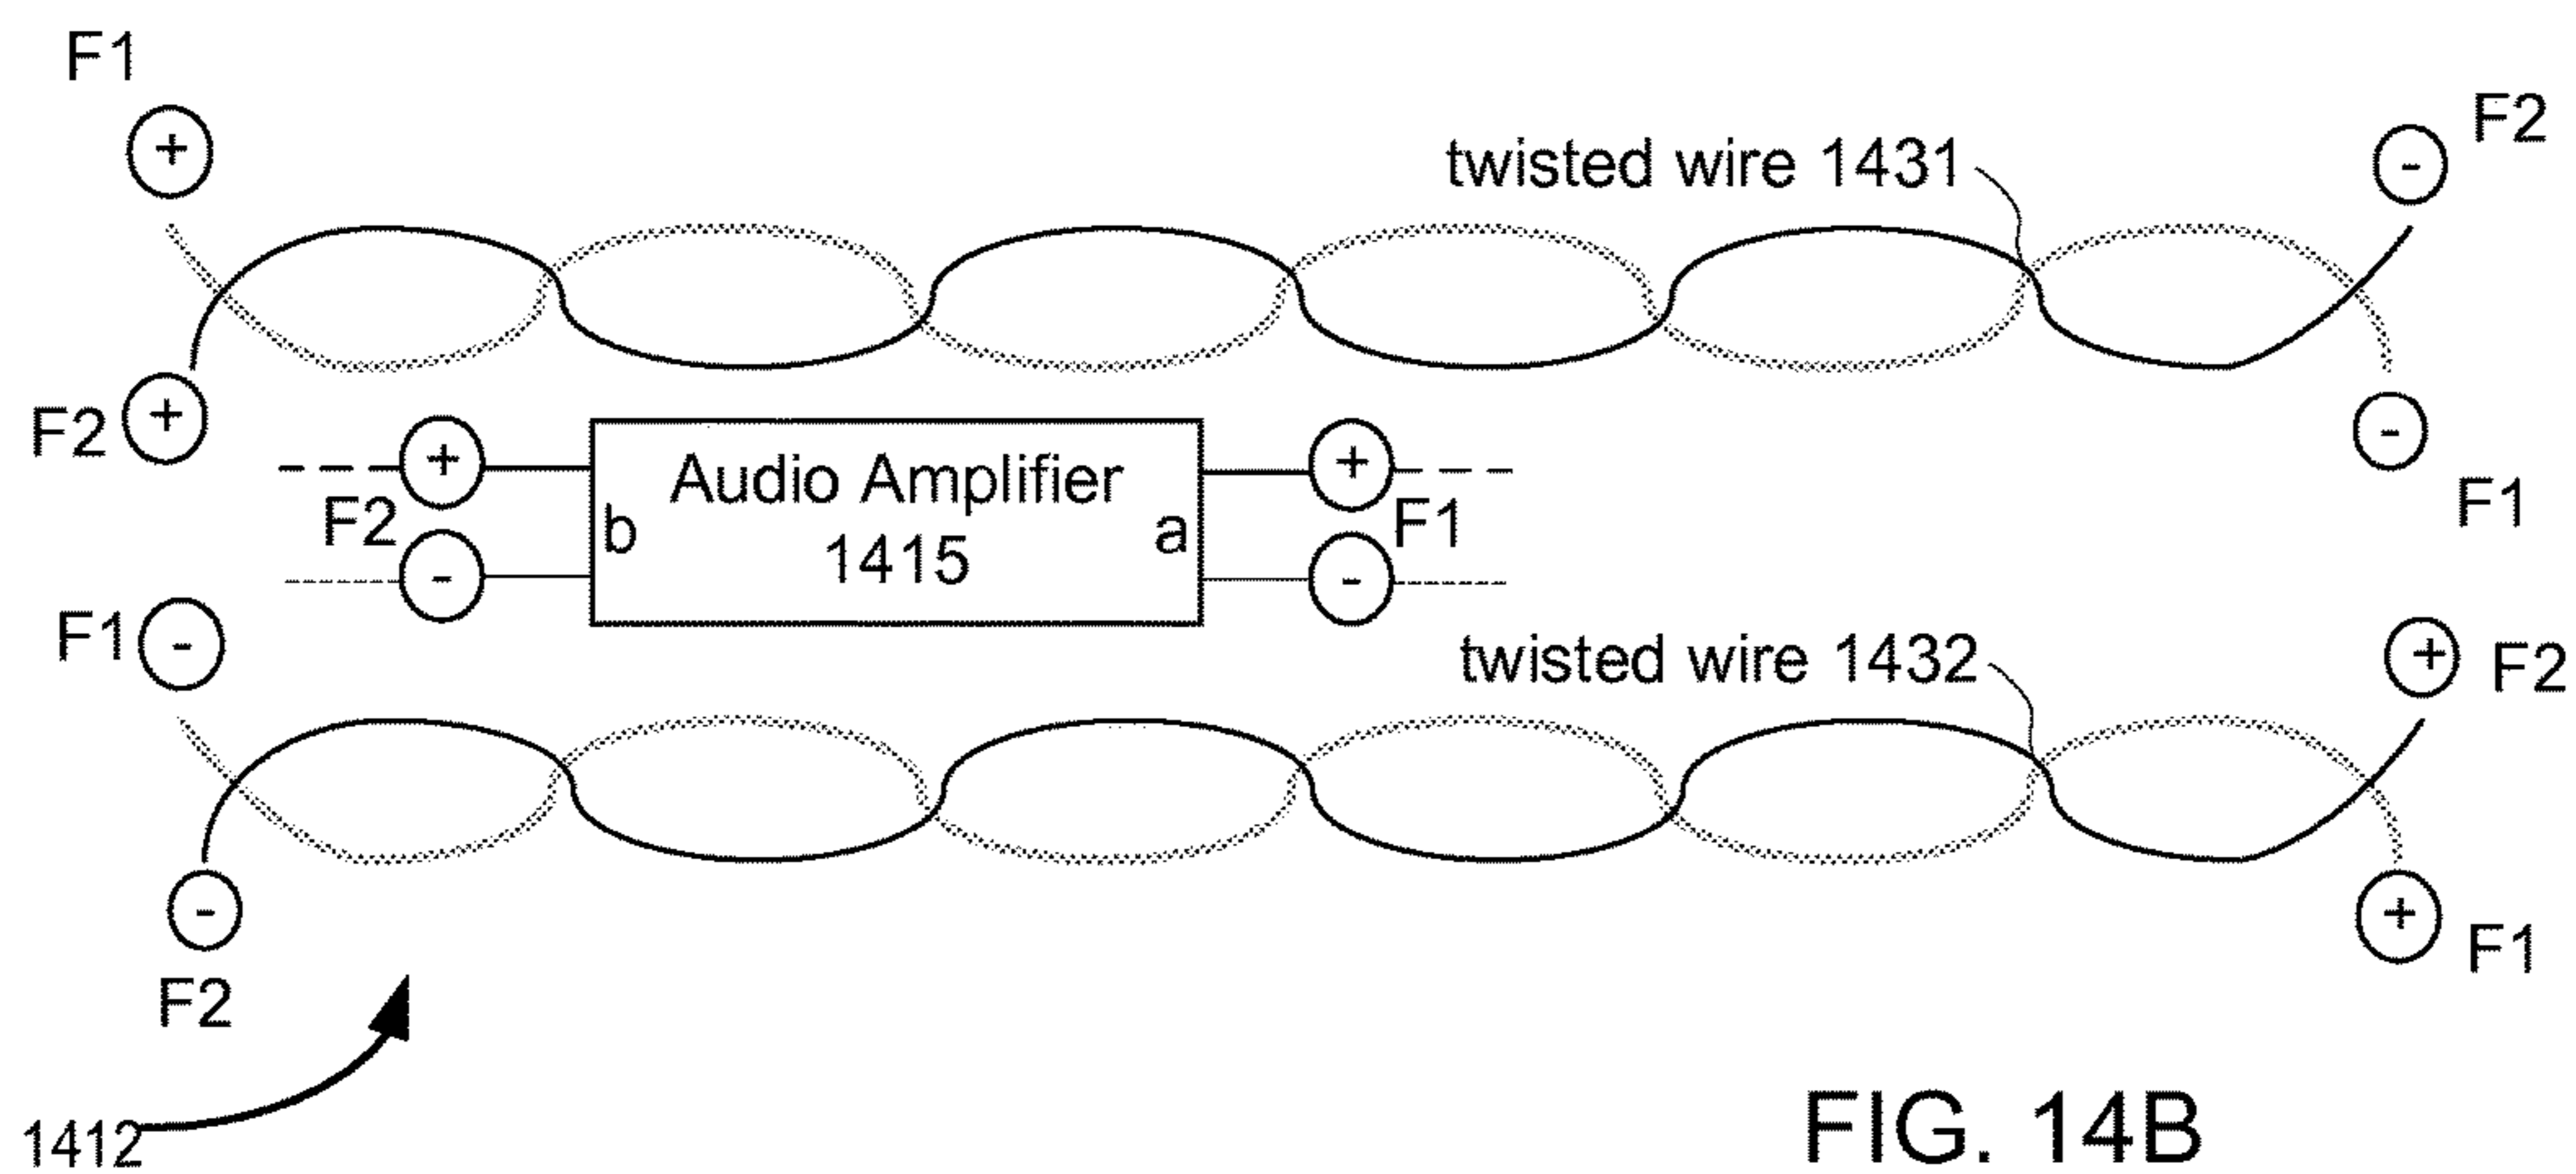 F1
+
F2
-
twisted wire 1431
F2
+
-
F1
+
-
F2
Audio Amplifier
1415
b
a
+
-
F1
F1
-
twisted wire 1432
+
F2
-
F2
+
F1
1412
FIG. 14B